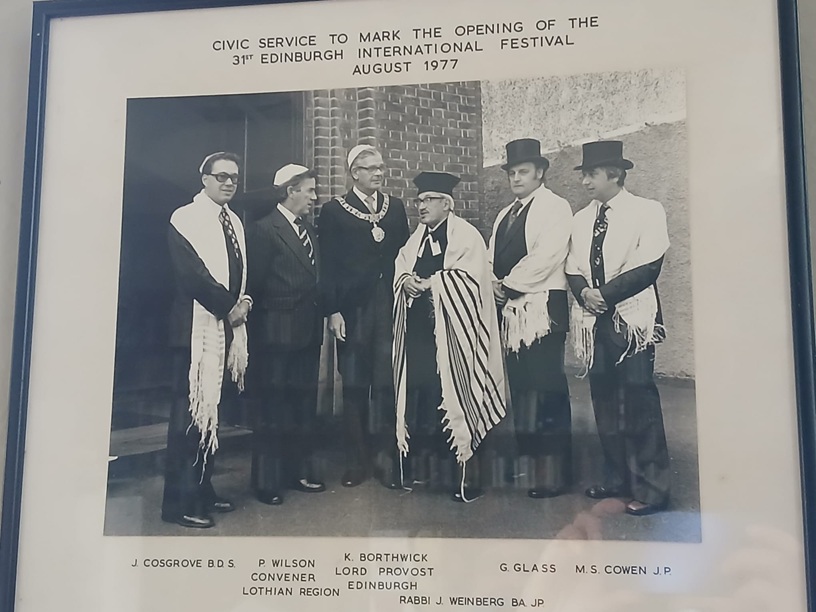 CIVIC SERVICE TO MARK THE OPENING OF THE
31ST EDINBURGH INTERNATIONAL FESTIVAL
AUGUST 1977
J. COSGROVE B.D.S.
P. WILSON
CONVENER
LOTHIAN REGION
K. BORTHWICK
LORD PROVOST
EDINBURGH
RABBI J. WEINBERG BA. JP
G. GLASS
M.S. COWEN J.P.